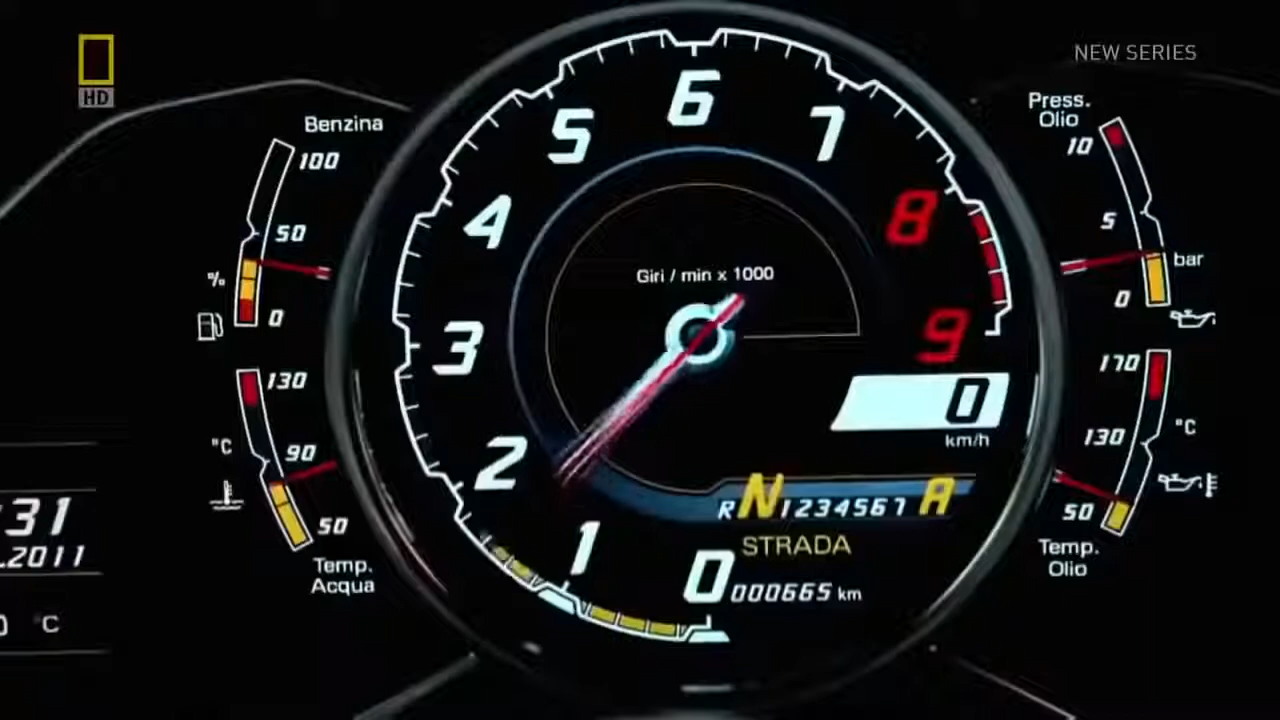 HD
NEW SERIES
Benzina
100
50
%
0
130
°C
90
50
Temp.
Acqua
31
.2011
0 °C
0
1
2
3
4
5
6
7
8
9
Giri / min x 1000
0
km/h
R N 1 2 3 4 5 6 7 A
STRADA
000665 km
Press.
Olio
10
5
bar
0
170
°C
130
50
Temp.
Olio